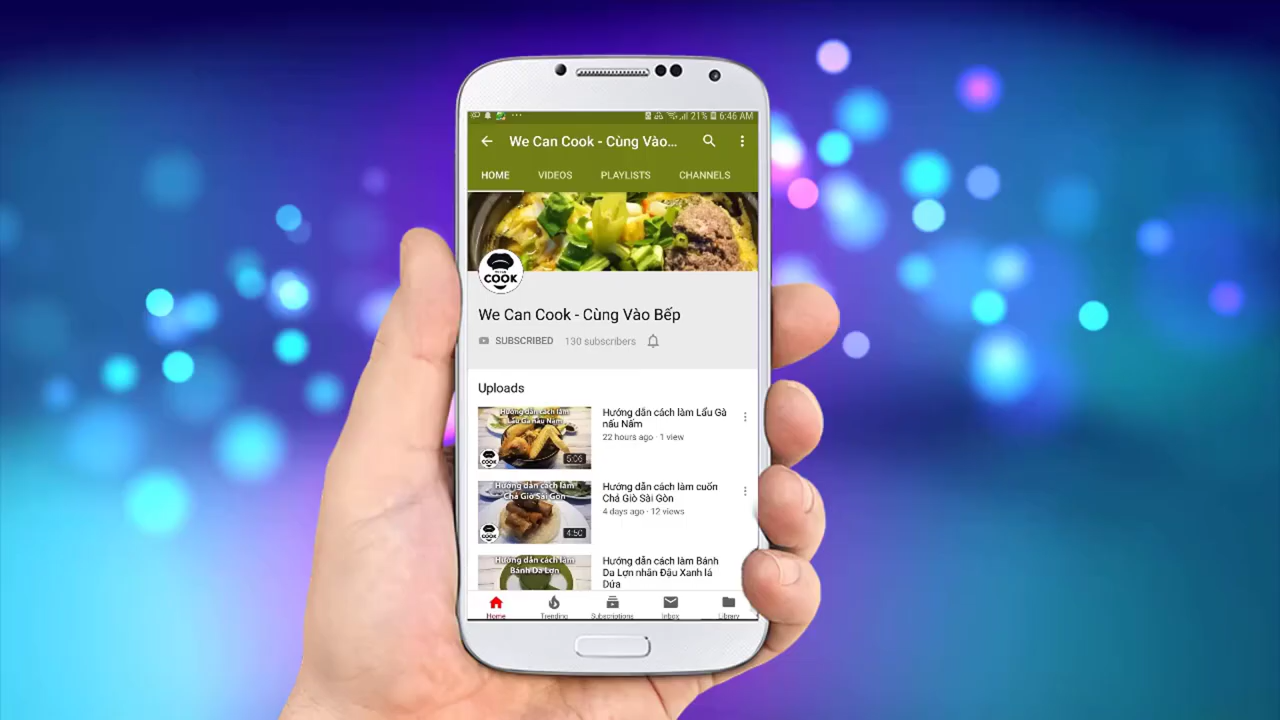 21% 6:46 AM
We Can Cook - Cùng Vào...
HOME VIDEOS PLAYLISTS CHANNELS
COOK
We Can Cook - Cùng Vào Bếp
SUBSCRIBED 130 subscribers
Uploads
Hướng dẫn cách làm
Lẩu Gà nấu Nấm
COOK
5:06
Hướng dẫn cách làm Lẩu Gà
nấu Nấm
22 hours ago · 1 view
Hướng dẫn cách làm
Chả Giò Sài Gòn
COOK
4:50
Hướng dẫn cách làm cuốn
Chả Giò Sài Gòn
4 days ago · 12 views
Hướng dẫn cách làm
Bánh Da Lợn
Hướng dẫn cách làm Bánh
Da Lợn nhân Đậu Xanh lá
Dứa
Home Trending Subscriptions Inbox Library